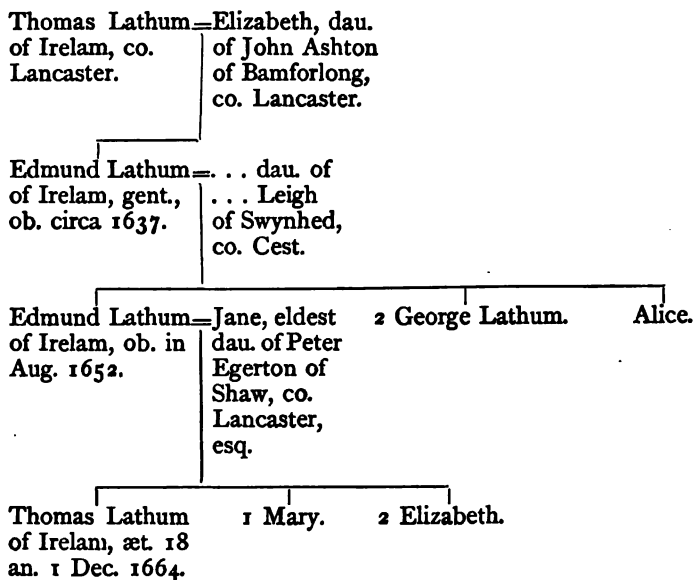 Thomas Lathum=Elizabeth, dau.
of Irelam, co. of John Ashton
Lancaster. of Bamforlong,
co. Lancaster.
Edmund Lathum=. . . dau. of
of Irelam, gent., . . . Leigh
ob. circa 1637. of Swynhed,
co. Cest.
Edmund Lathum=Jane, eldest 2 George Lathum. Alice.
of Irelam, ob. in dau. of Peter
Aug. 1652. Egerton of
Shaw, co.
Lancaster,
esq.
Thomas Lathum 1 Mary. 2 Elizabeth.
of Irelam, æt. 18
an. 1 Dec. 1664.